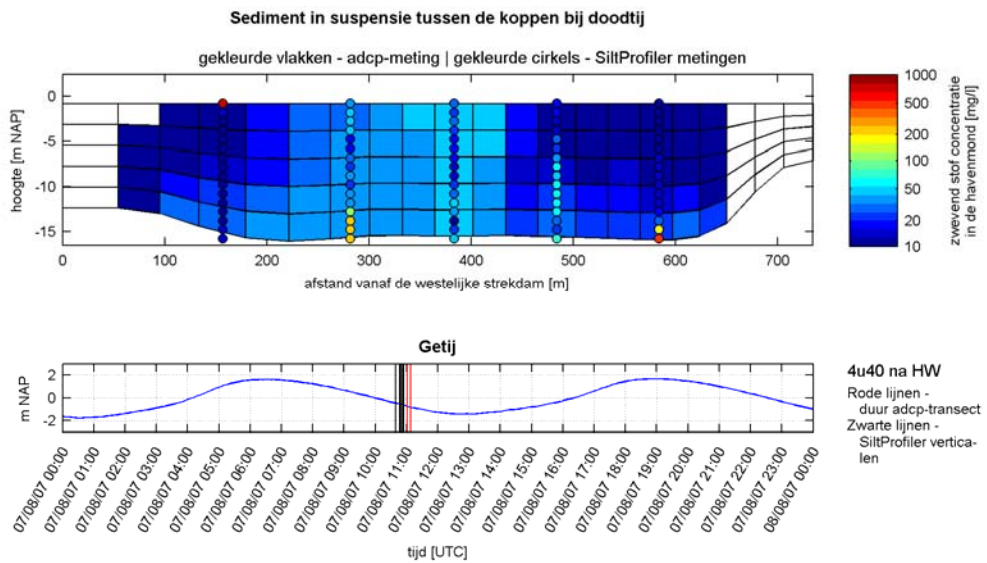 Sediment in suspensie tussen de koppen bij doodtij
gekleurde vlakken - adcp-meting | gekleurde cirkels - SiltProfiler metingen
hoogte [m NAP]
0
-5
-10
-15
0 100 200 300 400 500 600 700
afstand vanaf de westelijke strekdam [m]
1000
500
200
100
50
20
10
zwevend stof concentratie
in de havenmond [mg/l]
Getij
m NAP
2
0
-2
07/08/07 00:00
07/08/07 01:00
07/08/07 02:00
07/08/07 03:00
07/08/07 04:00
07/08/07 05:00
07/08/07 06:00
07/08/07 07:00
07/08/07 08:00
07/08/07 09:00
07/08/07 10:00
07/08/07 11:00
07/08/07 12:00
07/08/07 13:00
07/08/07 14:00
07/08/07 15:00
07/08/07 16:00
07/08/07 17:00
07/08/07 18:00
07/08/07 19:00
07/08/07 20:00
07/08/07 21:00
07/08/07 22:00
07/08/07 23:00
08/08/07 00:00
tijd [UTC]
4u40 na HW
Rode lijnen -
duur adcp-transect
Zwarte lijnen -
SiltProfiler vertica-
len